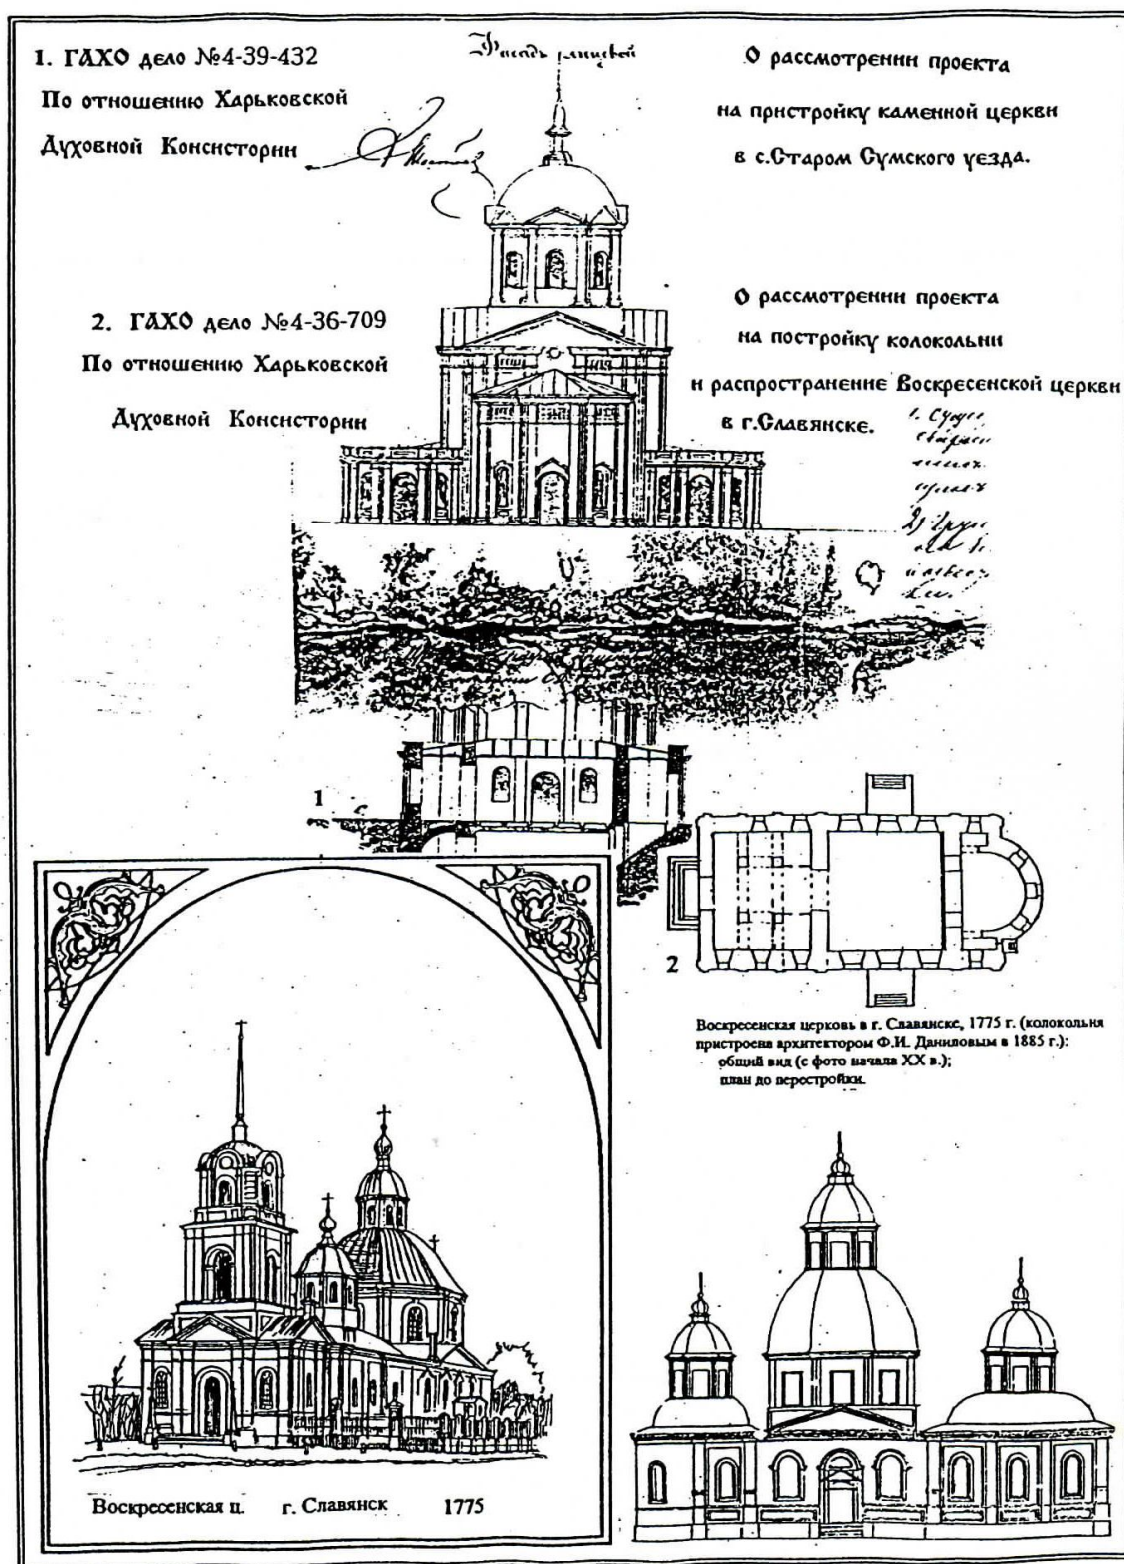 1. ГАХО дело №4-39-432
По отношению Харьковской
Духовной Консистории
Фасадъ
О рассмотрении проекта
на пристройку каменной церкви
в с.Старом Сумского уезда.
2. ГАХО дело №4-36-709
По отношению Харьковской
Духовной Консистории
О рассмотрении проекта
на постройку колокольни
и распространение Воскресенской церкви
в г.Славянске.
1
2
Воскресенская церковь в г. Славянске, 1775 г. (колокольня
пристроена архитектором Ф.И. Даниловым в 1885 г.):
общий вид (с фото начала XX в.);
план до перестройки.
Воскресенская ц. г. Славянск 1775